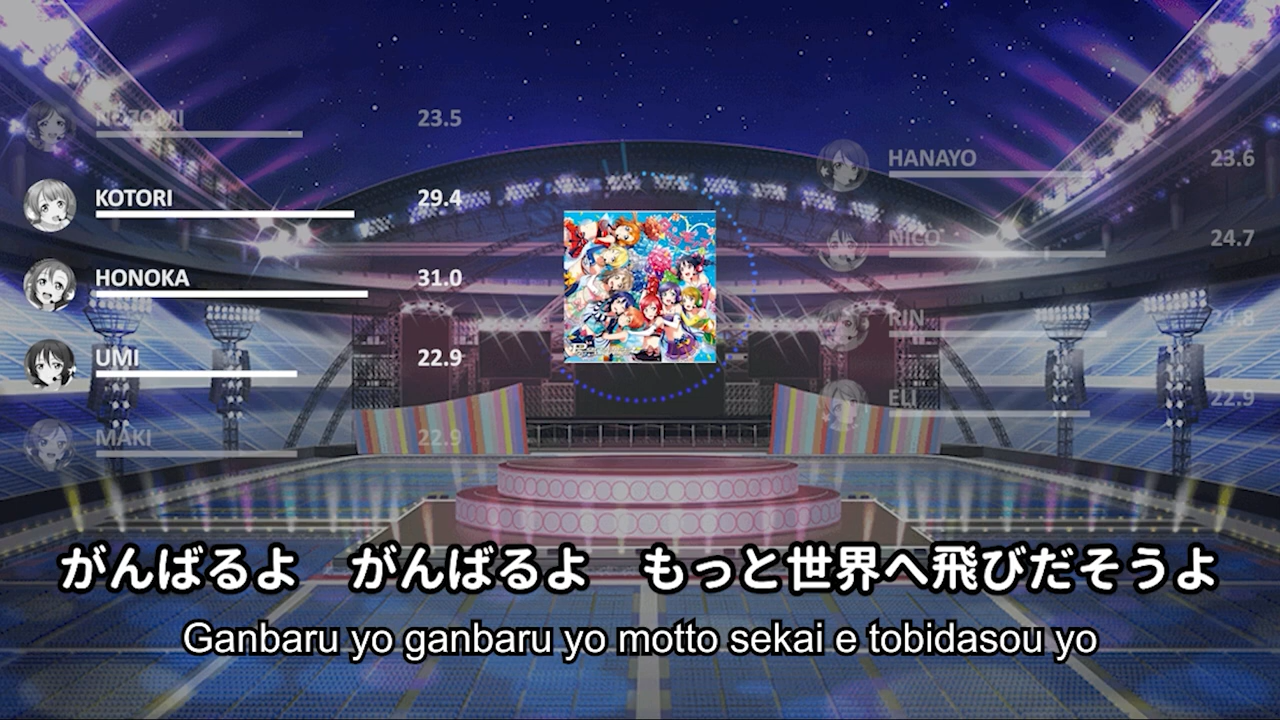 NOZOMI 23.5
KOTORI 29.4
HONOKA 31.0
UMI 22.9
MAKI 22.9
HANAYO 23.6
NICO 24.7
RIN 24.8
ELI 22.9
がんばるよ　がんばるよ　もっと世界へ飛びだそうよ
Ganbaru yo ganbaru yo motto sekai e tobidasou yo